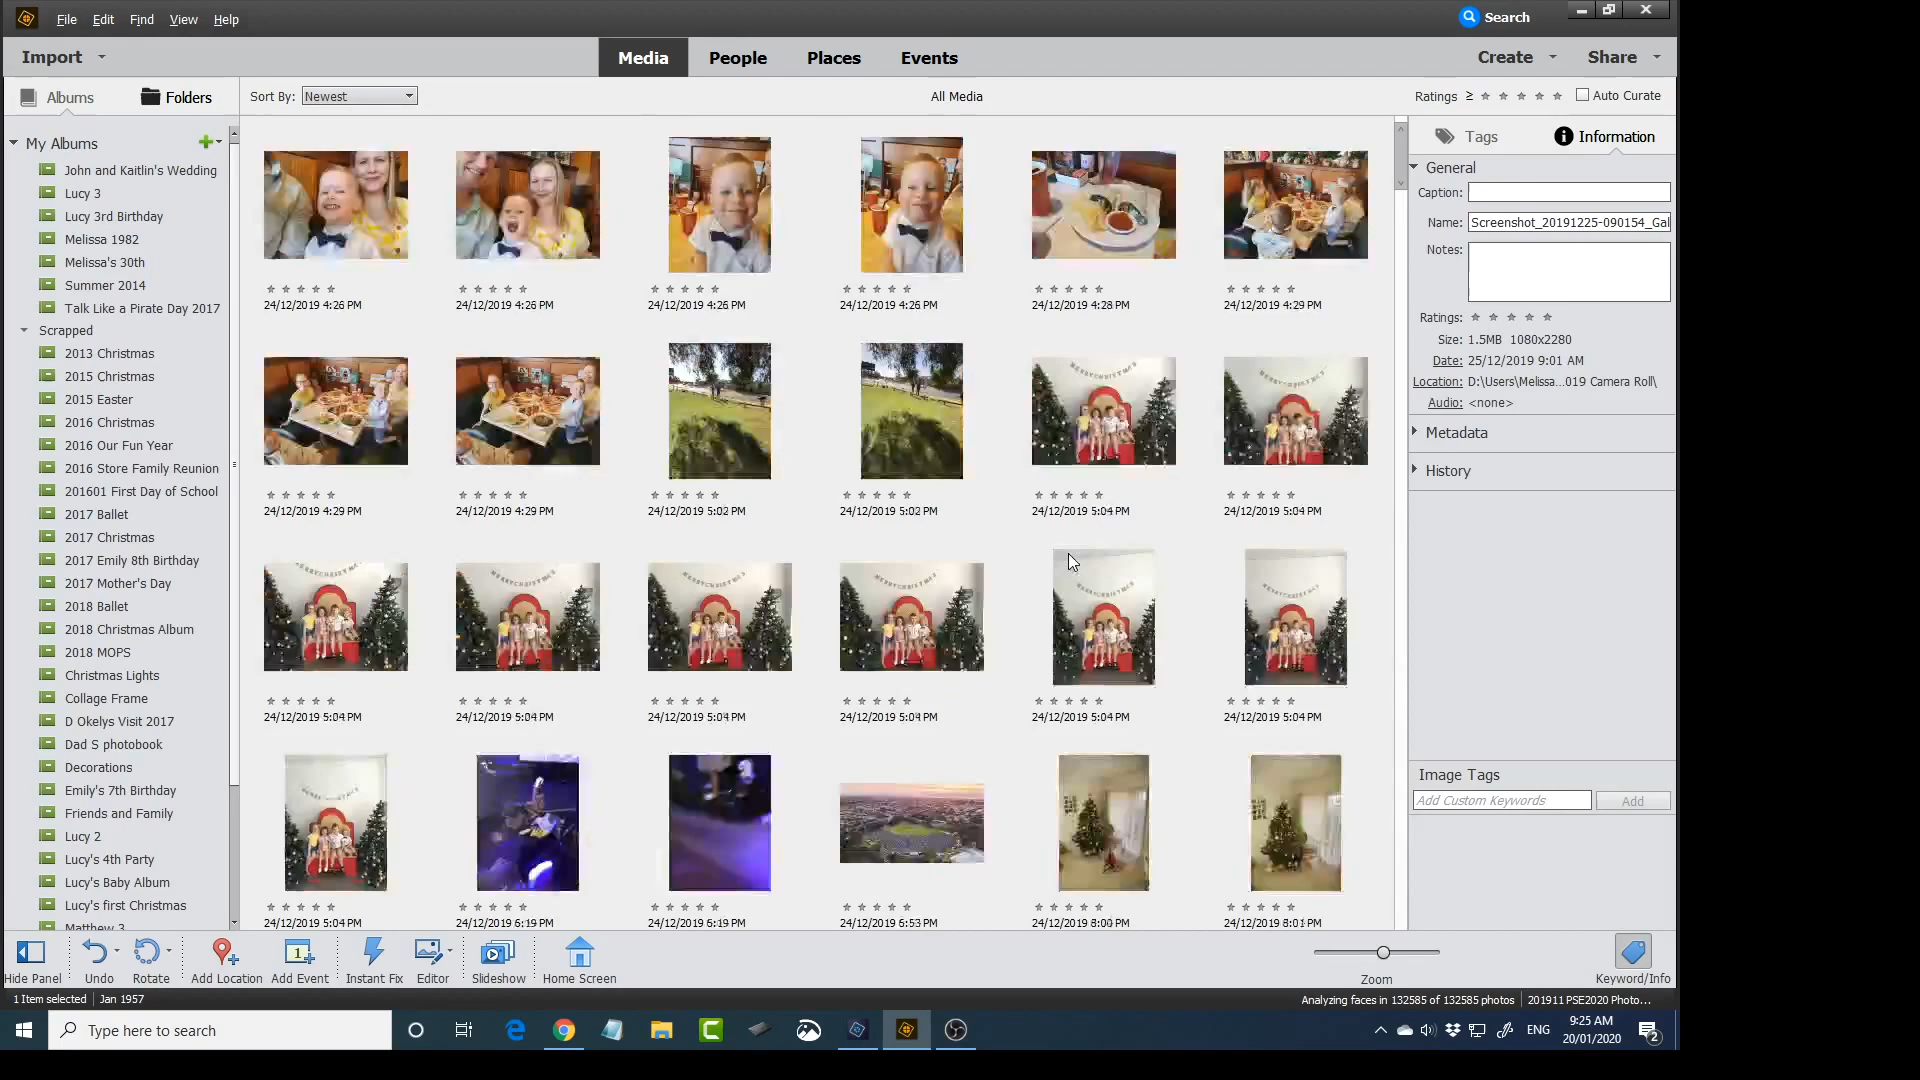 File Edit Find View Help
Search
Import
Media People Places Events
Create Share
Albums Folders
Sort By: Newest
All Media
Ratings ≥ Auto Curate
My Albums
John and Kaitlin's Wedding
Lucy 3
Lucy 3rd Birthday
Melissa 1982
Melissa's 30th
Summer 2014
Talk Like a Pirate Day 2017
Scrapped
2013 Christmas
2015 Christmas
2015 Easter
2016 Christmas
2016 Our Fun Year
2016 Store Family Reunion
201601 First Day of School
2017 Ballet
2017 Christmas
2017 Emily 8th Birthday
2017 Mother's Day
2018 Ballet
2018 Christmas Album
2018 MOPS
Christmas Lights
Collage Frame
D Okelys Visit 2017
Dad S photobook
Decorations
Emily's 7th Birthday
Friends and Family
Lucy 2
Lucy's 4th Party
Lucy's Baby Album
Lucy's first Christmas
Matthew 3
24/12/2019 4:26 PM 24/12/2019 4:26 PM 24/12/2019 4:26 PM 24/12/2019 4:26 PM 24/12/2019 4:28 PM 24/12/2019 4:29 PM
24/12/2019 4:29 PM 24/12/2019 4:29 PM 24/12/2019 5:02 PM 24/12/2019 5:02 PM 24/12/2019 5:04 PM 24/12/2019 5:04 PM
24/12/2019 5:04 PM 24/12/2019 5:04 PM 24/12/2019 5:04 PM 24/12/2019 5:04 PM 24/12/2019 5:04 PM 24/12/2019 5:04 PM
24/12/2019 5:04 PM 24/12/2019 6:19 PM 24/12/2019 6:19 PM 24/12/2019 6:53 PM 24/12/2019 8:00 PM 24/12/2019 8:01 PM
Tags Information
General
Caption:
Name: Screenshot_20191225-090154_Gal
Notes:
Ratings:
Size: 1.5MB 1080x2280
Date: 25/12/2019 9:01 AM
Location: D:\Users\Melissa...019 Camera Roll\
Audio: <none>
Metadata
History
Image Tags
Add Custom Keywords Add
Hide Panel Undo Rotate Add Location Add Event Instant Fix Editor Slideshow Home Screen Zoom Keyword/Info
1 Item selected Jan 1957
Analyzing faces in 132585 of 132585 photos 201911 PSE2020 Photo...
Type here to search
ENG
9:25 AM
20/01/2020
2